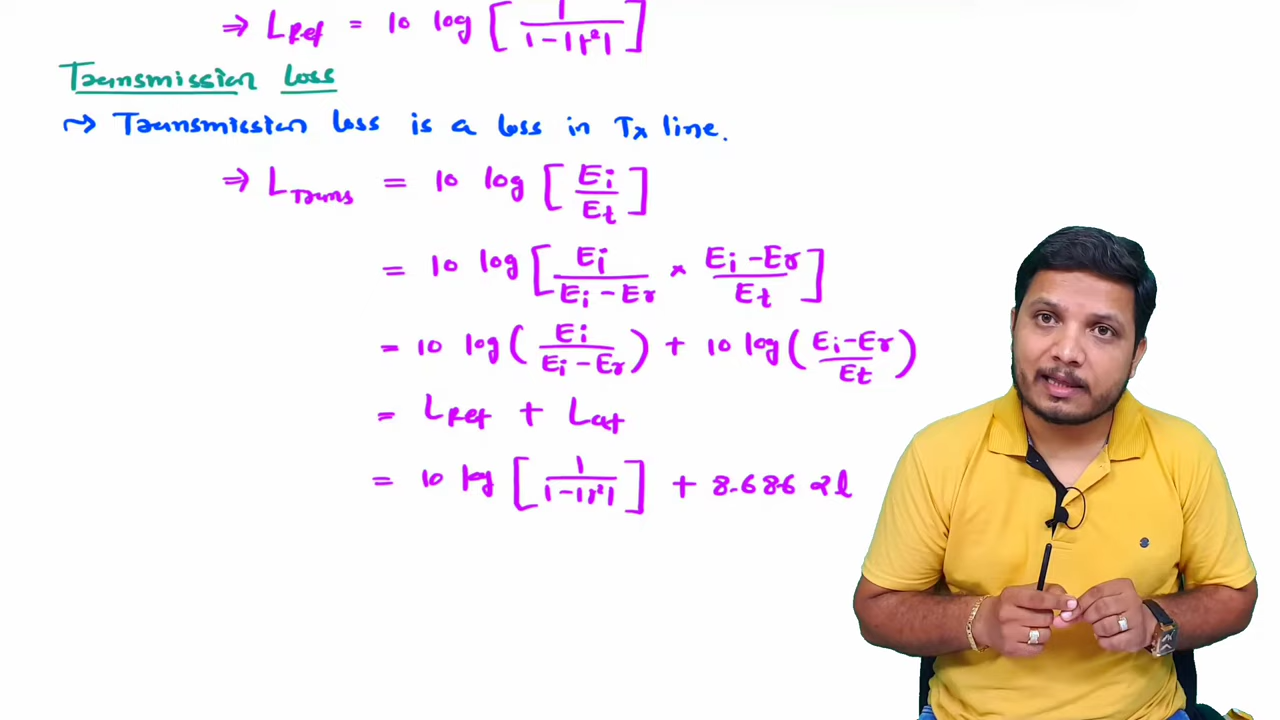 ⇒ L_Ref = 10 log [ 1 / (1-|Γ²|) ]
Transmission Loss
↝ Transmission loss is a loss in Tx line.
⇒ L_Trans = 10 log [ Ei / Et ]
= 10 log [ Ei / (Ei - Er) × (Ei - Er) / Et ]
= 10 log ( Ei / (Ei - Er) ) + 10 log ( (Ei - Er) / Et )
= L_Ref + L_at
= 10 log [ 1 / (1-|Γ²|) ] + 8.686 αl